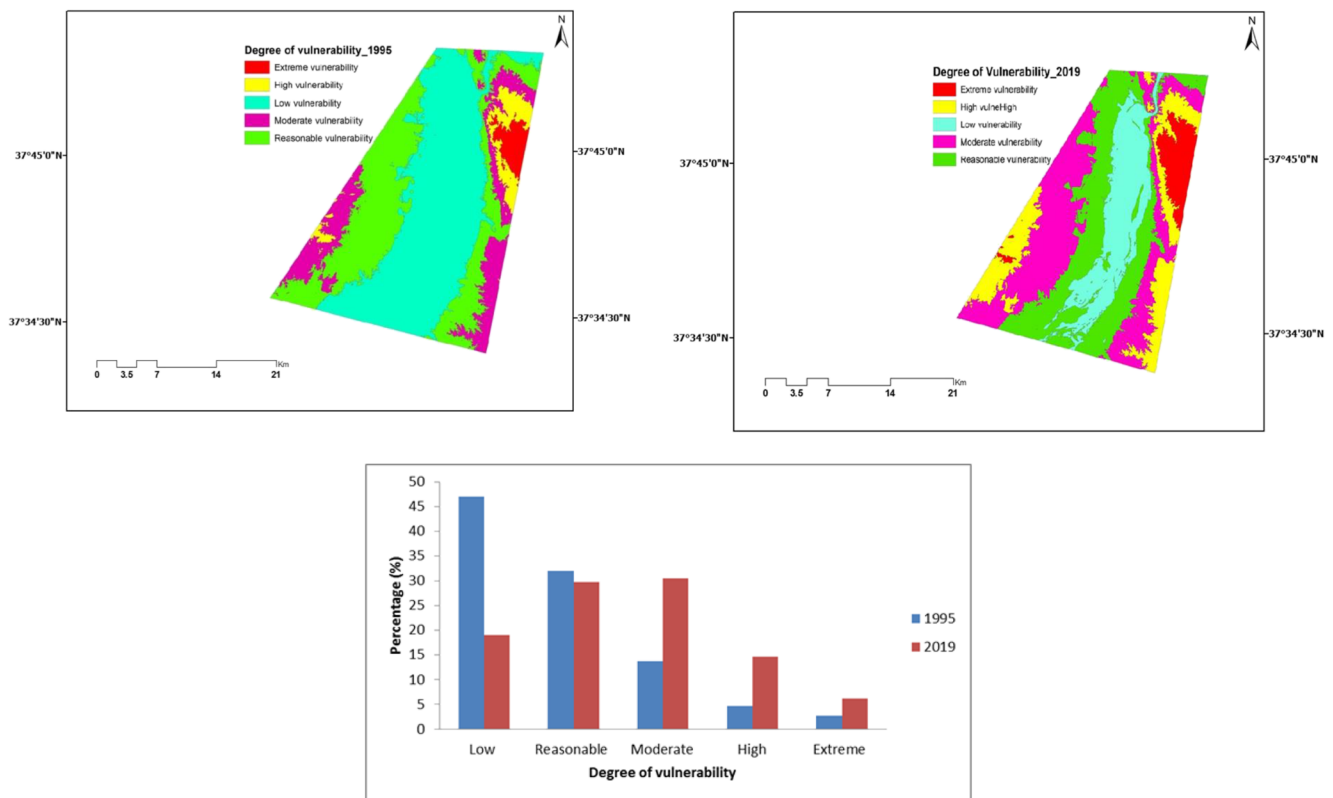 N
Degree of vulnerability_1995
Extreme vulnerability
High vulnerability
Low vulnerability
Moderate vulnerability
Reasonable vulnerability
37°45'0"N
37°45'0"N
37°34'30"N
37°34'30"N
Km
0 3.5 7 14 21
N
Degree of Vulnerability_2019
Extreme vulnerbility
High vulneHigh
Low vulnerability
Moderate vulnerability
Reasonable vulnerability
37°45'0"N
37°45'0"N
37°34'30"N
37°34'30"N
Km
0 3.5 7 14 21
50
45
40
35
30
25
20
15
10
5
0
Percentage (%)
Low Reasonable Moderate High Extreme
Degree of vulnerability
1995
2019